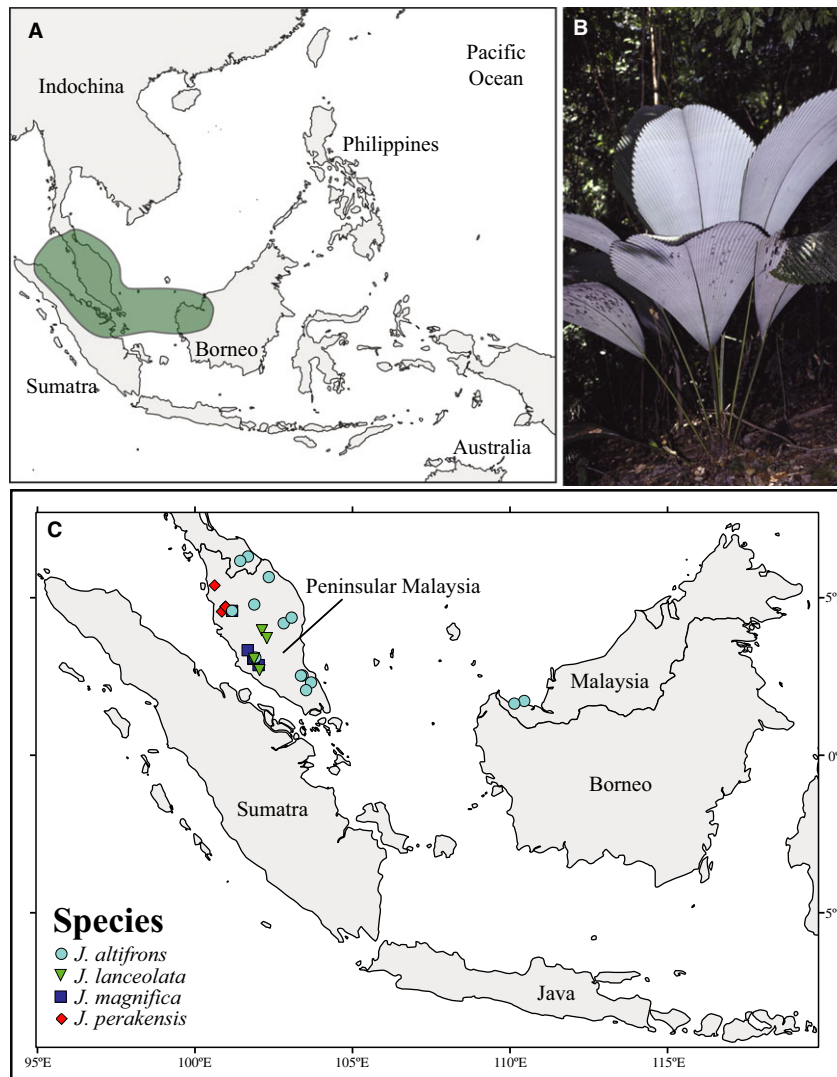 A
Indochina
Pacific
Ocean
Philippines
Borneo
Sumatra
Australia
B
C
Peninsular Malaysia
5°
Malaysia
0°
Borneo
Sumatra
5°
Java
Species
J. altifrons
J. lanceolata
J. magnifica
J. perakensis
95°E
100°E
105°E
110°E
115°E